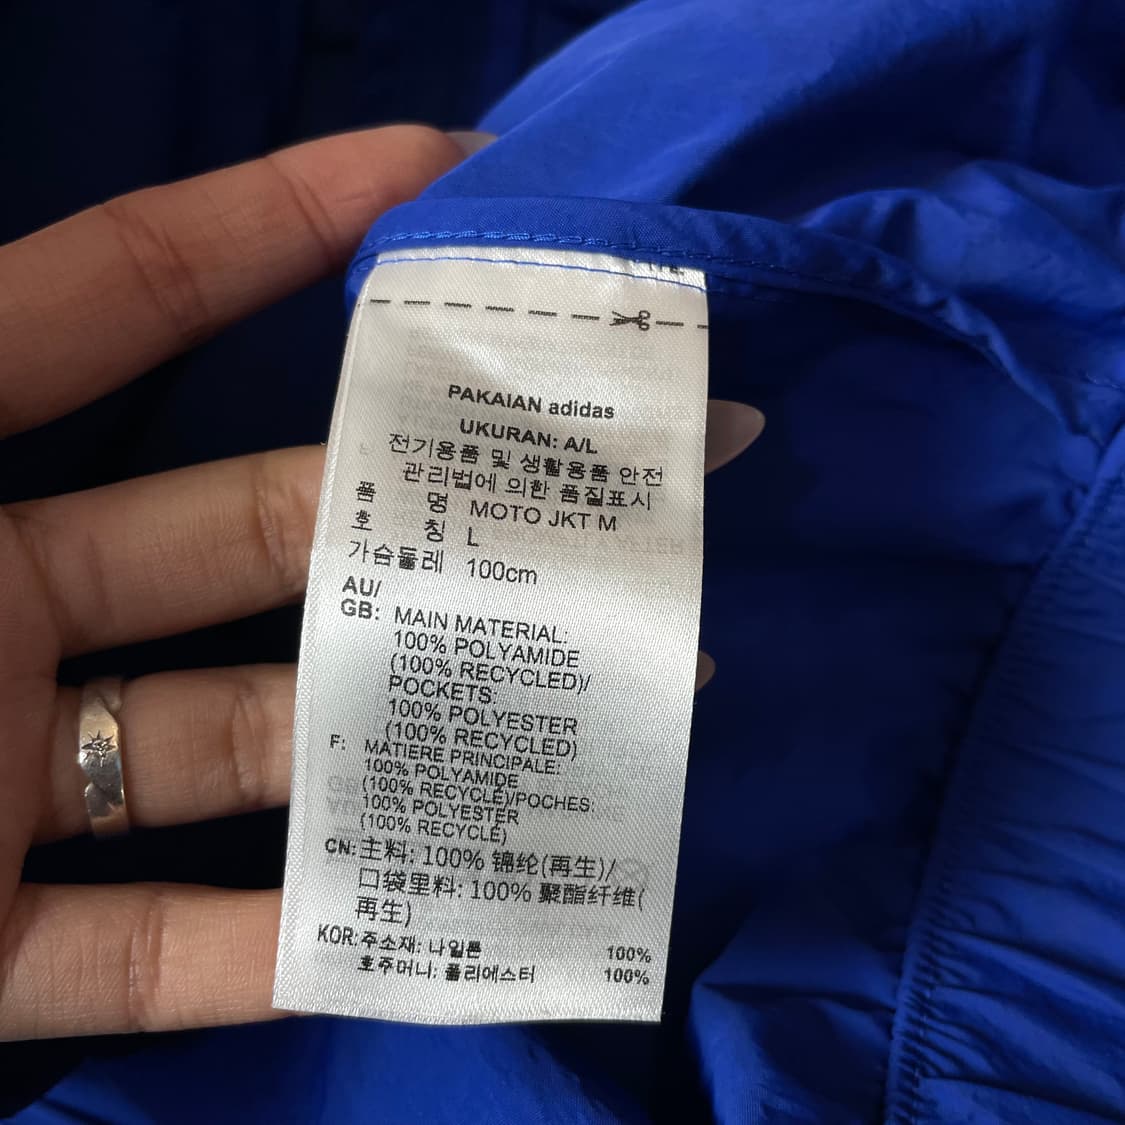 PAKAIAN adidas
UKURAN: A/L
전기용품 및 생활용품 안전
관리법에 의한 품질표시
품 명 MOTO JKT M
호 칭 L
가슴둘레 100cm
AU/
GB: MAIN MATERIAL:
100% POLYAMIDE
(100% RECYCLED)/
POCKETS:
100% POLYESTER
(100% RECYCLED)
F: MATIERE PRINCIPALE:
100% POLYAMIDE
(100% RECYCLÉ)/POCHES:
100% POLYESTER
(100% RECYCLÉ)
CN: 主料: 100% 锦纶(再生)/
口袋里料: 100% 聚酯纤维(
再生)
KOR: 주소재: 나일론 100%
호주머니: 폴리에스터 100%